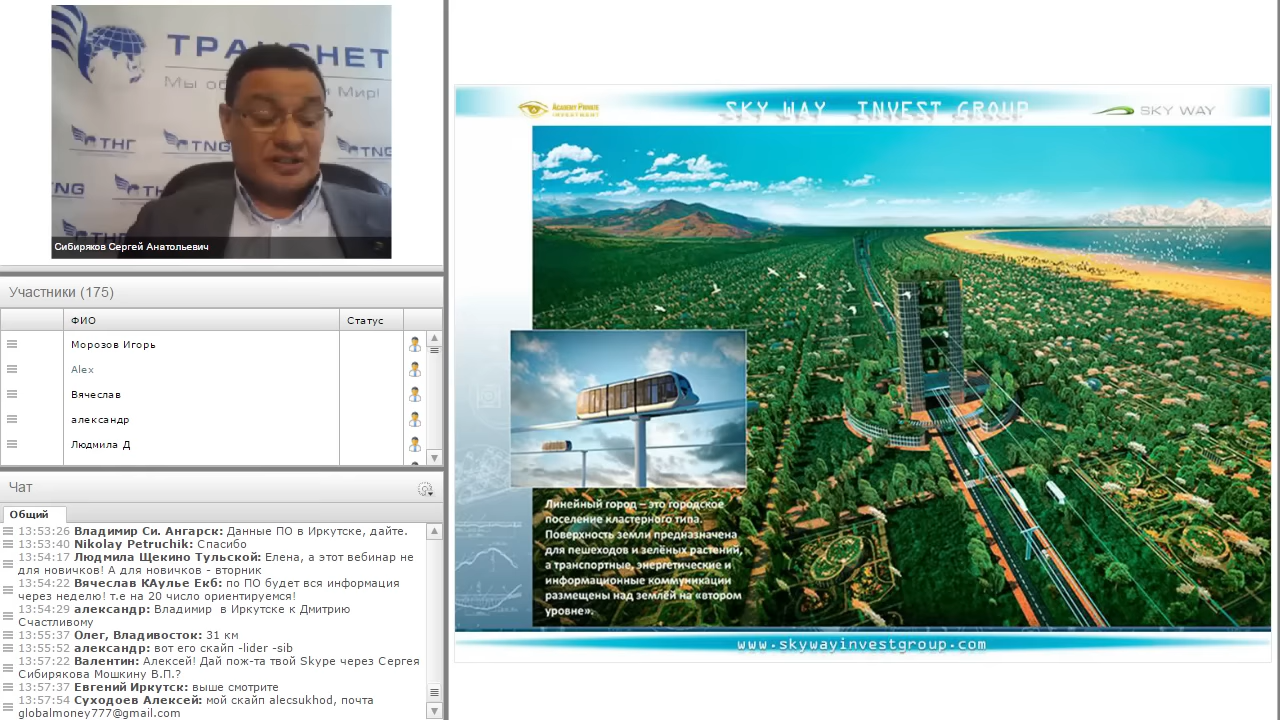 ТРАНСНЕТ
Мы об
Мир!
ТНГ
TNG
TNG
TNG
Сибиряков Сергей Анатольевич
Участники (175)
ФИО
Статус
Морозов Игорь
Alex
Вячеслав
александр
Людмила Д
Чат
Общий
13:53:26 Владимир Си. Ангарск: Данные ПО в Иркутске, дайте.
13:53:40 Nikolay Petruchik: Спасибо
13:54:17 Людмила Щекино Тульской: Елена, а этот вебинар не
для новичков! А для новичков - вторник
13:54:22 Вячеслав КАулье Екб: по ПО будет вся информация
через неделю! т.е на 20 число ориентируемся!
13:54:29 александр: Владимир в Иркутске к Дмитрию
Счастливому
13:55:37 Олег, Владивосток: 31 км
13:55:52 александр: вот его скайп -lider -sib
13:57:22 Валентин: Алексей! Дай пож-та твой Skype через Сергея
Сибирякова Мошкину В.П.?
13:57:37 Евгений Иркутск: выше смотрите
13:57:54 Суходоев Алексей: мой скайп alecsukhod, почта
globalmoney777@gmail.com
ACADEMY PRIVATE
INVESTMENT
SKY WAY INVEST GROUP
SKY WAY
Линейный город – это городское
поселение кластерного типа.
Поверхность земли предназначена
для пешеходов и зелёных растений,
а транспортные, энергетические и
информационные коммуникации
размещены над землёй на «втором
уровне».
www.skywayinvestgroup.com